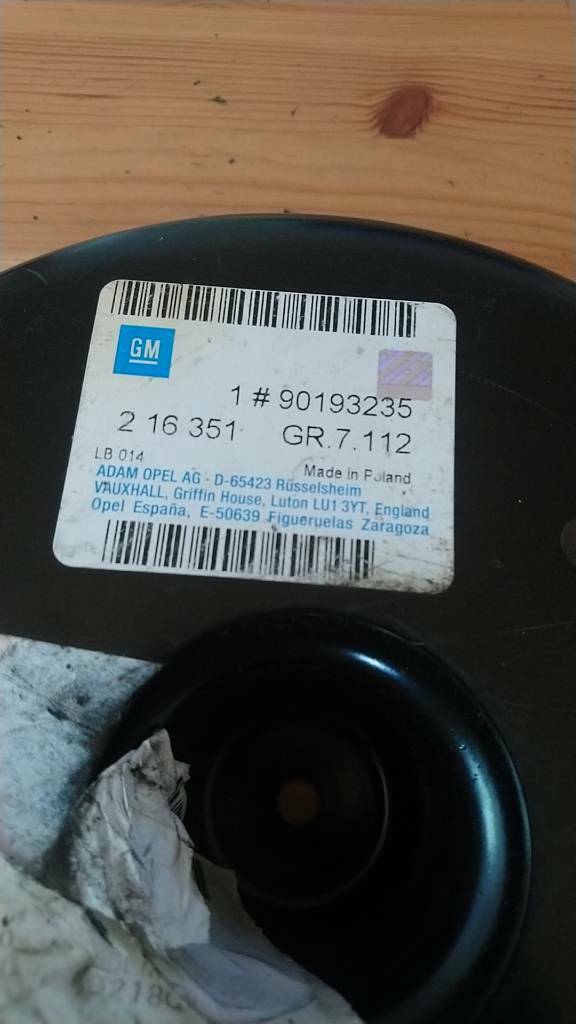 GM
1 # 90193235
2 16 351 GR.7.112
LB 014
Made in Poland
ADAM OPEL AG - D-65423 Rüsselsheim
VAUXHALL, Griffin House, Luton LU1 3YT, England
Opel España, E-50639 Figueruelas Zaragoza